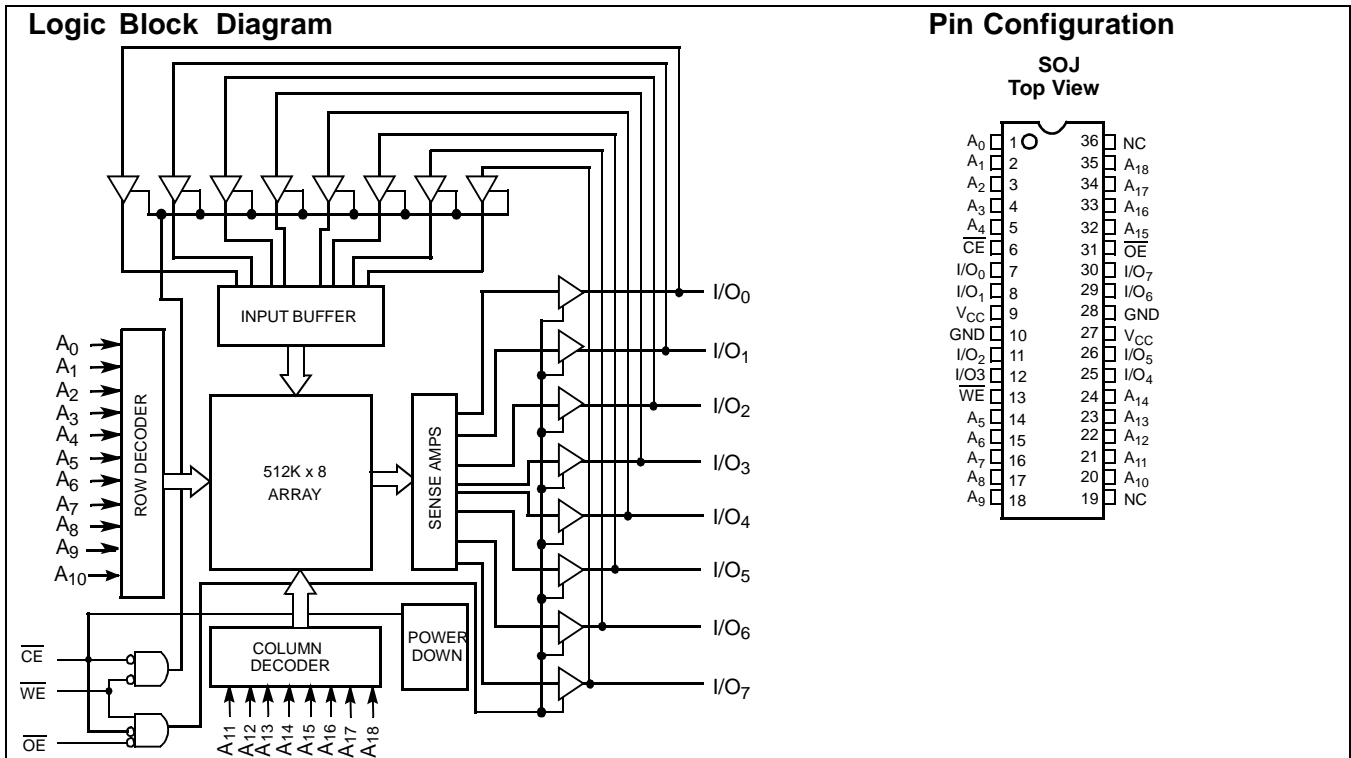 Logic Block Diagram
Pin Configuration
SOJ
Top View
INPUT BUFFER
ROW DECODER
512K x 8
ARRAY
SENSE AMPS
COLUMN
DECODER
POWER
DOWN
A0
A1
A2
A3
A4
A5
A6
A7
A8
A9
A10
CE
WE
OE
A11
A12
A13
A14
A15
A16
A17
A18
I/O0
I/O1
I/O2
I/O3
I/O4
I/O5
I/O6
I/O7
A0 1 36 NC
A1 2 35 A18
A2 3 34 A17
A3 4 33 A16
A4 5 32 A15
CE 6 31 OE
I/O0 7 30 I/O7
I/O1 8 29 I/O6
VCC 9 28 GND
GND 10 27 VCC
I/O2 11 26 I/O5
I/O3 12 25 I/O4
WE 13 24 A14
A5 14 23 A13
A6 15 22 A12
A7 16 21 A11
A8 17 20 A10
A9 18 19 NC